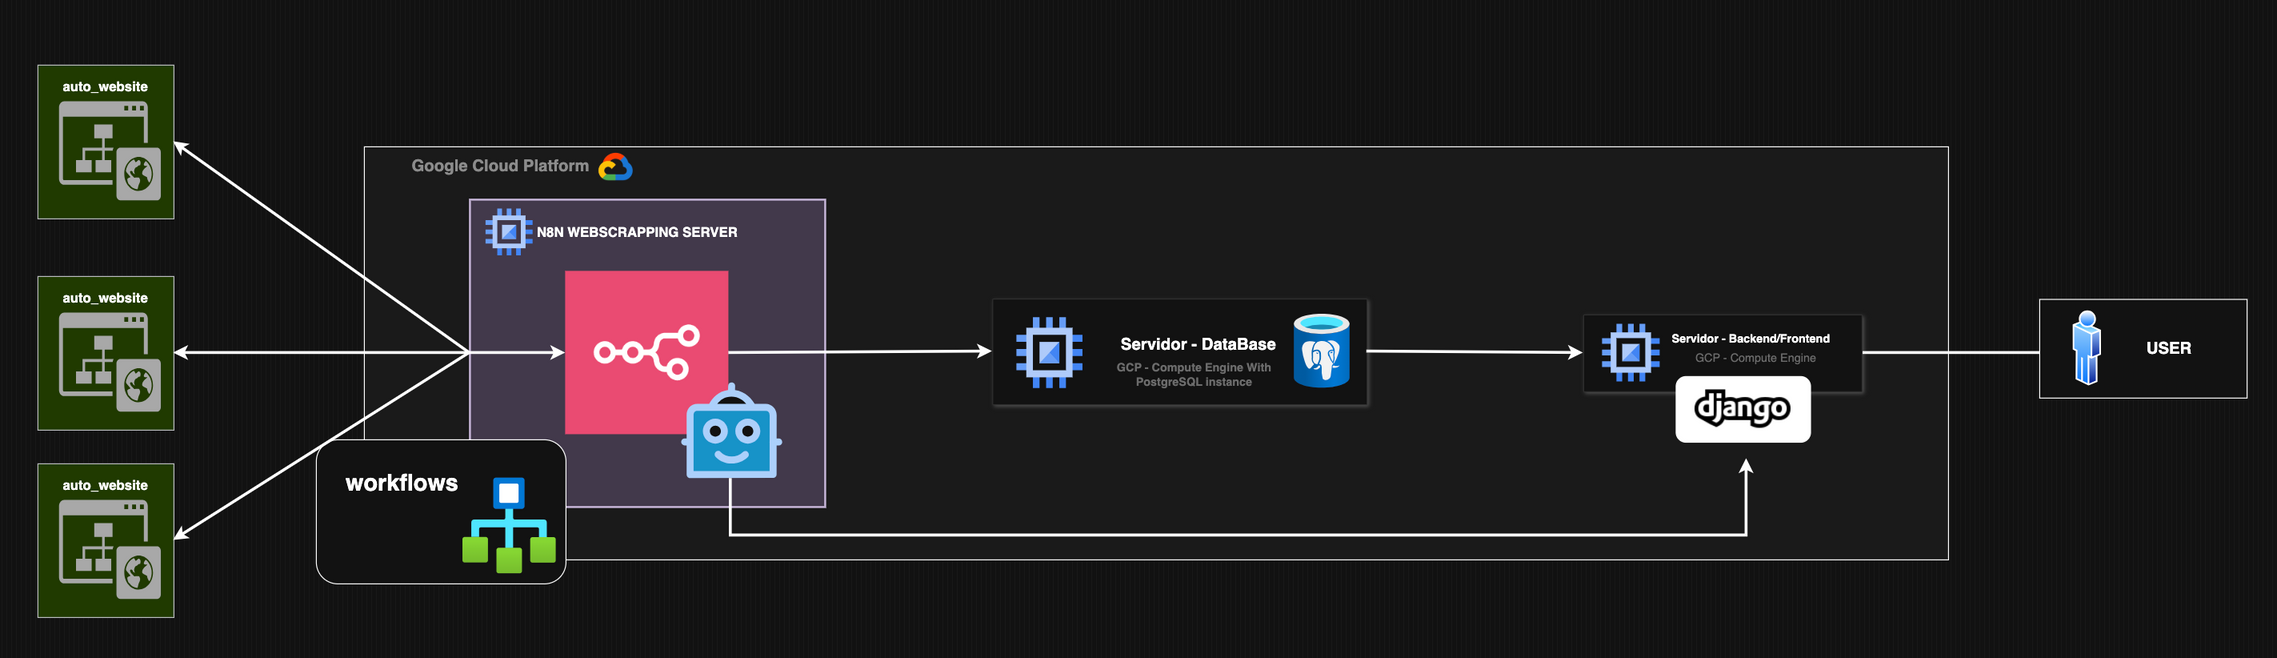 auto_website
auto_website
auto_website
Google Cloud Platform
N8N WEBSCRAPPING SERVER
workflows
Servidor - DataBase
GCP - Compute Engine With
PostgreSQL instance
Servidor - Backend/Frontend
GCP - Compute Engine
django
USER